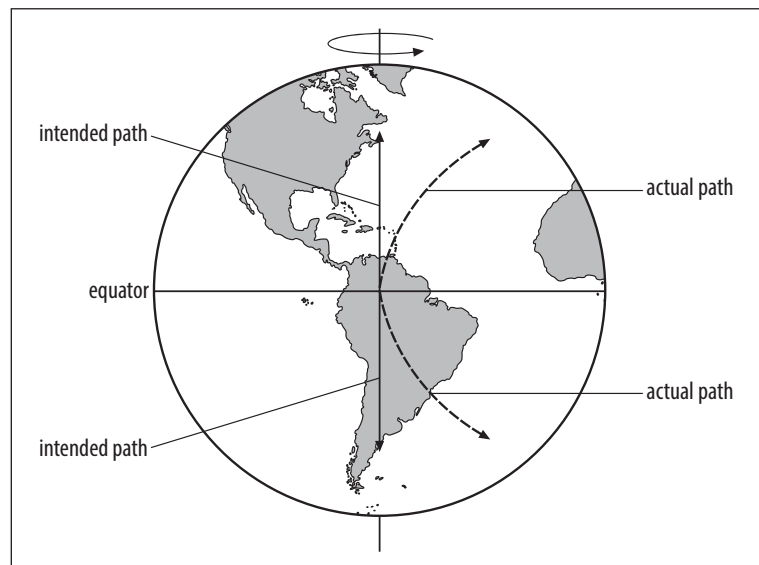 intended path
actual path
equator
actual path
intended path